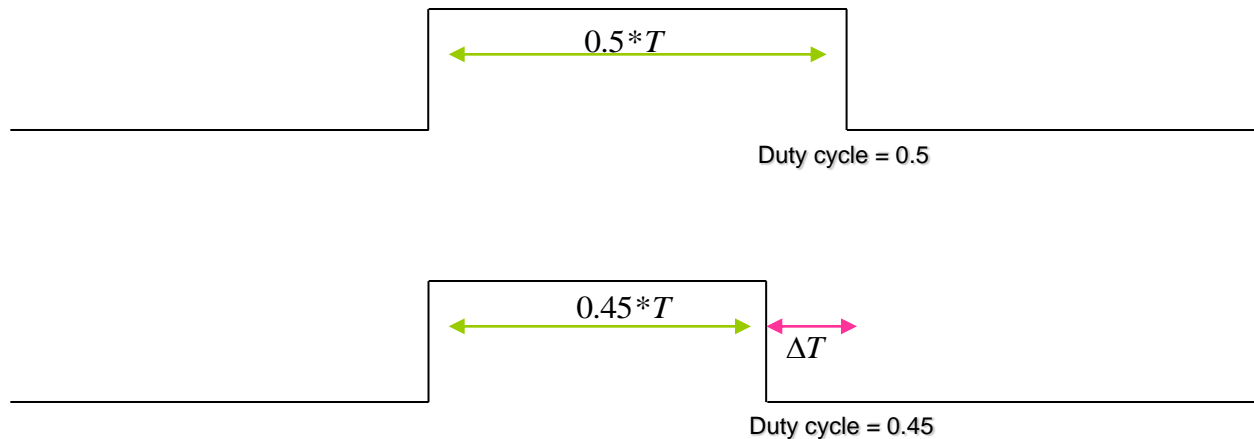 0.5*T
Duty cycle = 0.5
0.45*T
ΔT
Duty cycle = 0.45